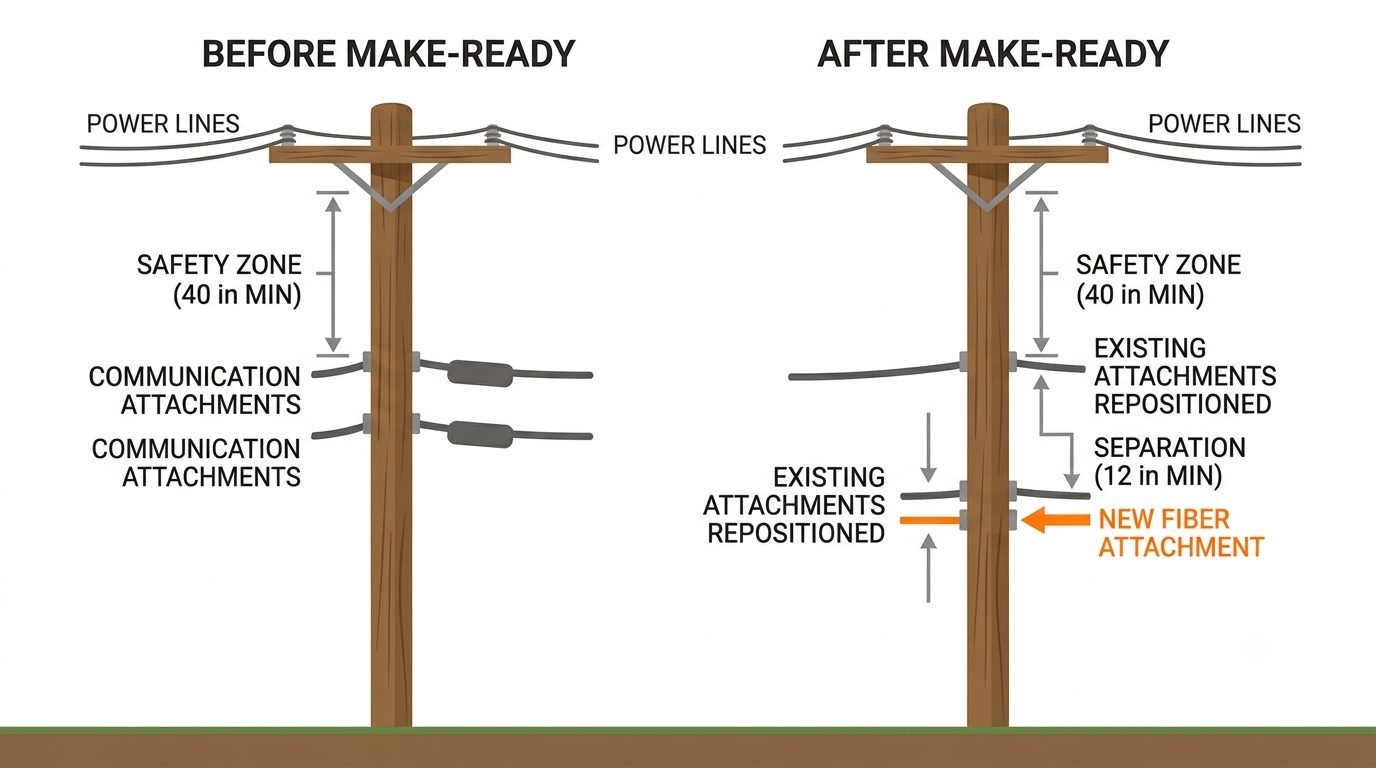 BEFORE MAKE-READY
POWER LINES
POWER LINES
SAFETY ZONE
(40 in MIN)
COMMUNICATION
ATTACHMENTS
COMMUNICATION
ATTACHMENTS
AFTER MAKE-READY
POWER LINES
SAFETY ZONE
(40 in MIN)
EXISTING
ATTACHMENTS
REPOSITIONED
SEPARATION
(12 in MIN)
EXISTING
ATTACHMENTS
REPOSITIONED
NEW FIBER
ATTACHMENT